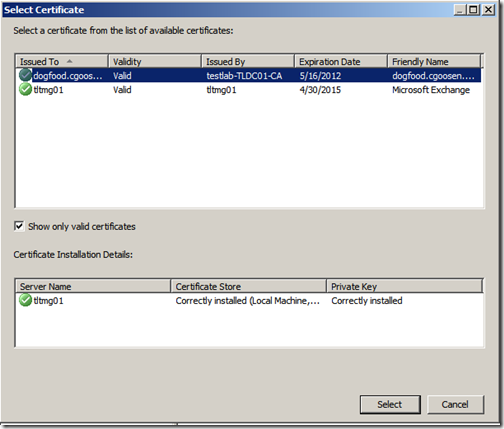 Select Certificate
Select a certificate from the list of available certificates:
Issued To Validity Issued By Expiration Date Friendly Name
dogfood.cgoos... Valid testlab-TLDC01-CA 5/16/2012 dogfood.cgoosen....
tltmg01 Valid tltmg01 4/30/2015 Microsoft Exchange
Show only valid certificates
Certificate Installation Details:
Server Name Certificate Store Private Key
tltmg01 Correctly installed (Local Machine,... Correctly installed
Select Cancel